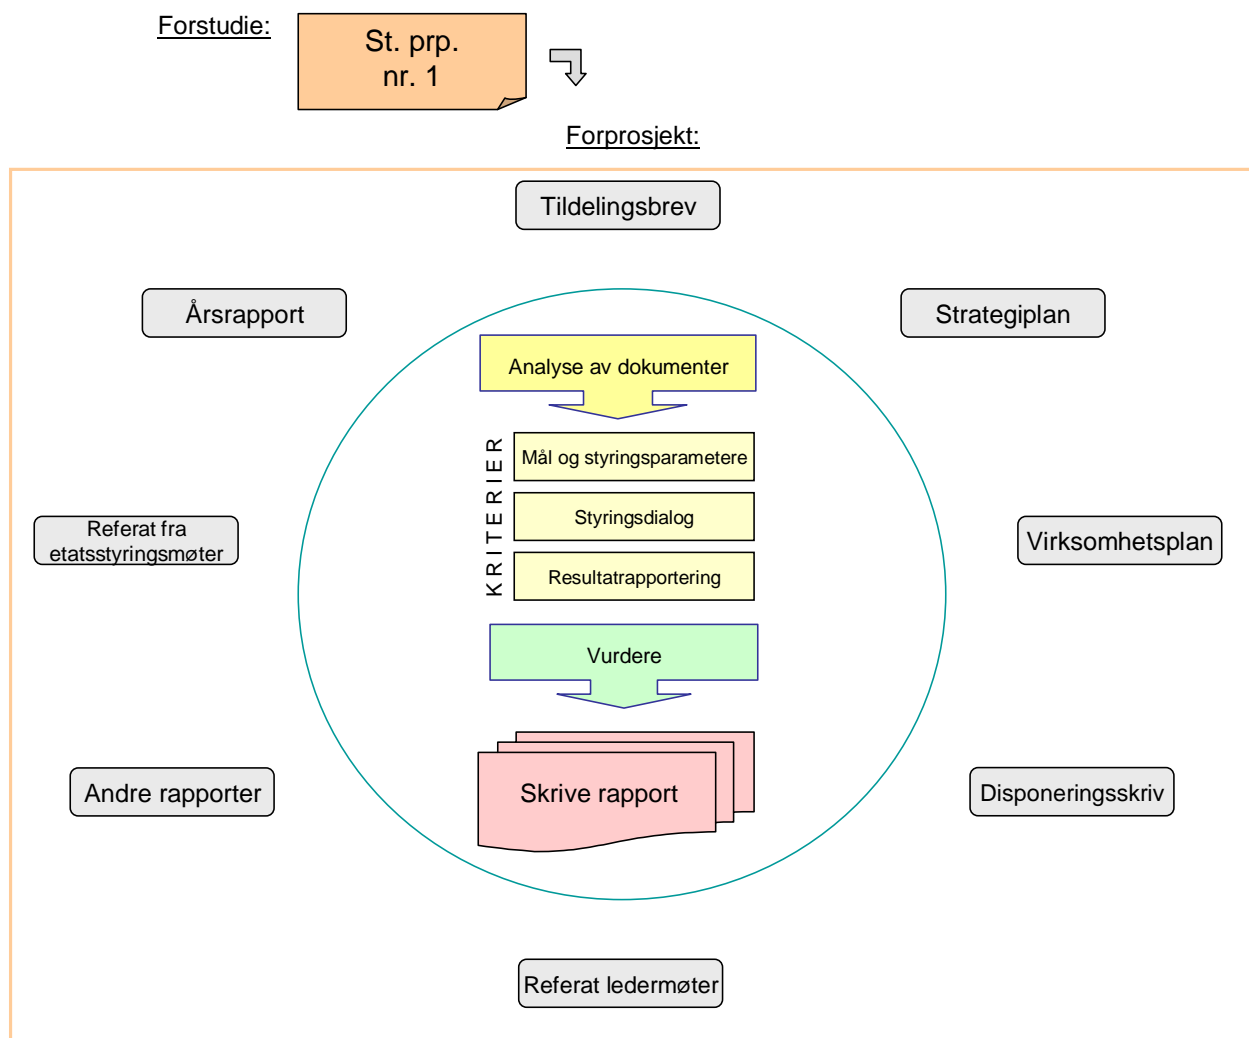 Forstudie:
St. prp.
nr. 1
Forprosjekt:
Tildelingsbrev
Årsrapport
Strategiplan
Analyse av dokumenter
KRITERIER
Mål og styringsparametere
Styringsdialog
Resultatrapportering
Referat fra
etatsstyringsmøter
Virksomhetsplan
Vurdere
Skrive rapport
Andre rapporter
Disponeringsskriv
Referat ledermøter